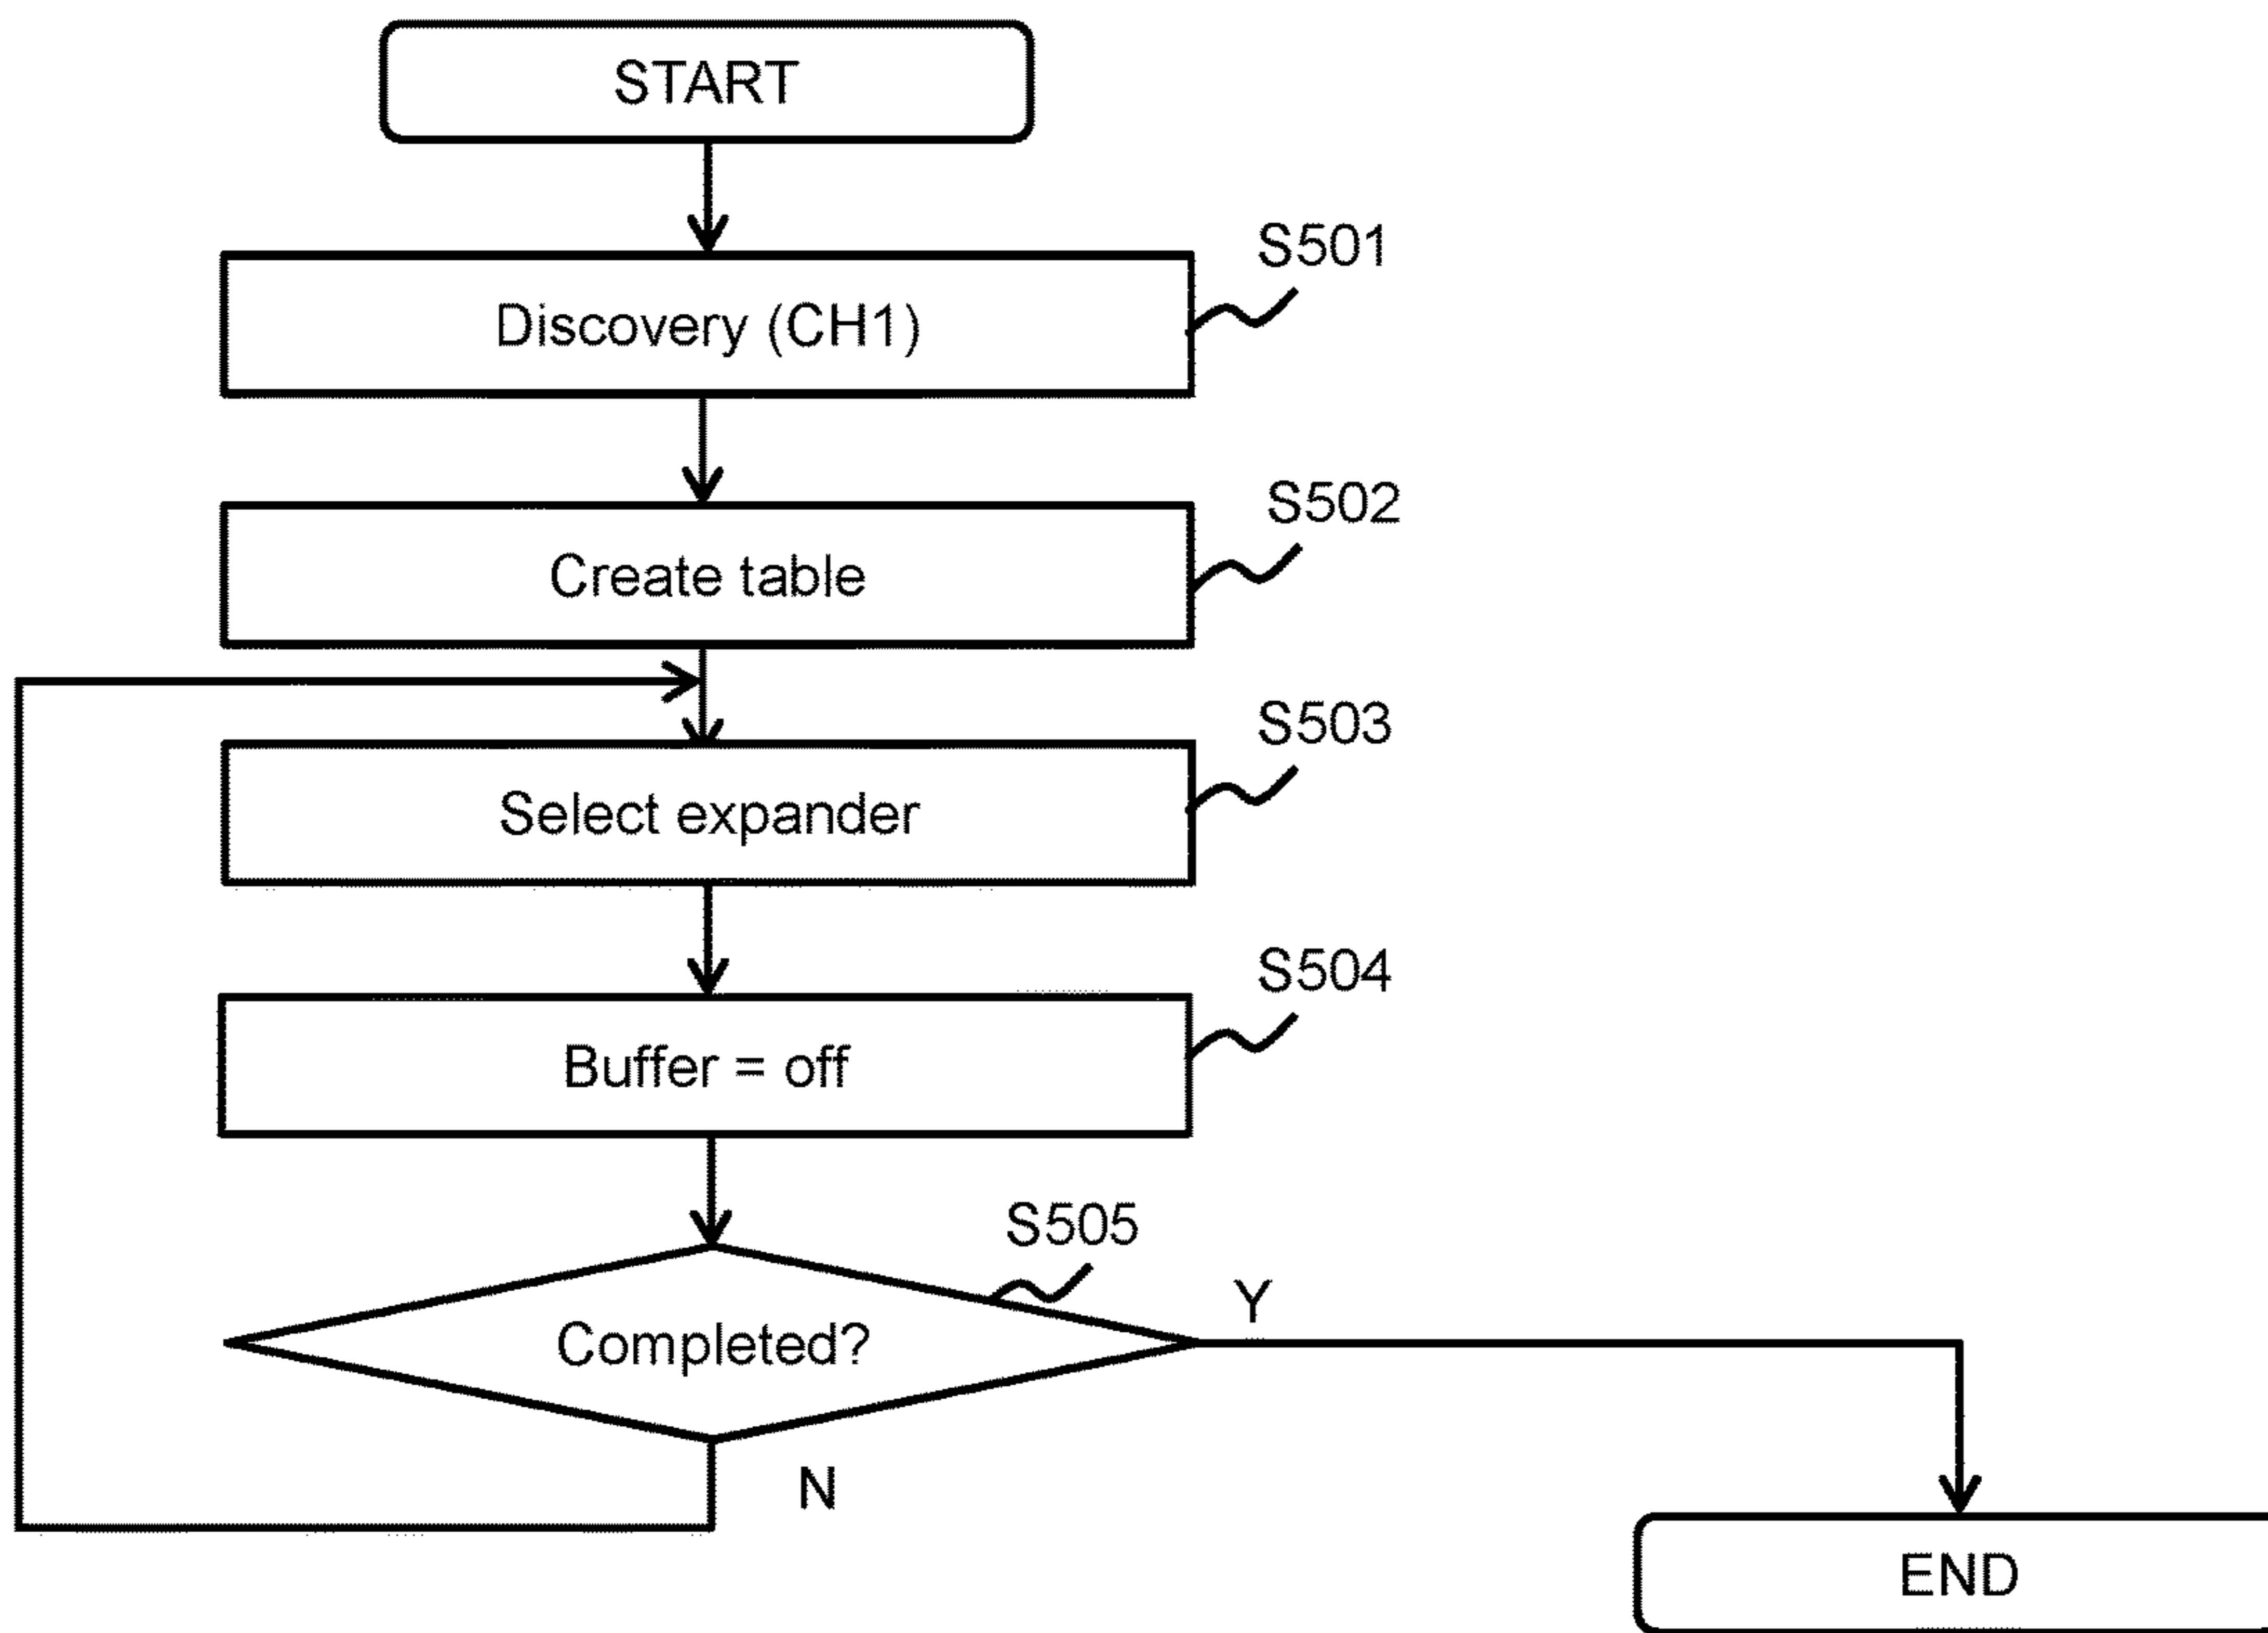 START
S501
Discovery (CH1)
S502
Create table
S503
Select expander
S504
Buffer = off
S505
Completed?
Y
N
END